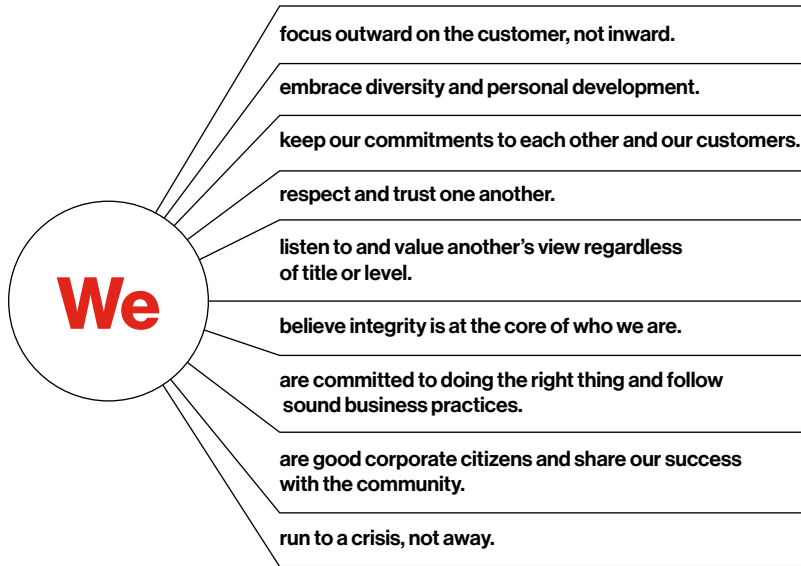 We
focus outward on the customer, not inward.
embrace diversity and personal development.
keep our commitments to each other and our customers.
respect and trust one another.
listen to and value another’s view regardless
of title or level.
believe integrity is at the core of who we are.
are committed to doing the right thing and follow
sound business practices.
are good corporate citizens and share our success
with the community.
run to a crisis, not away.